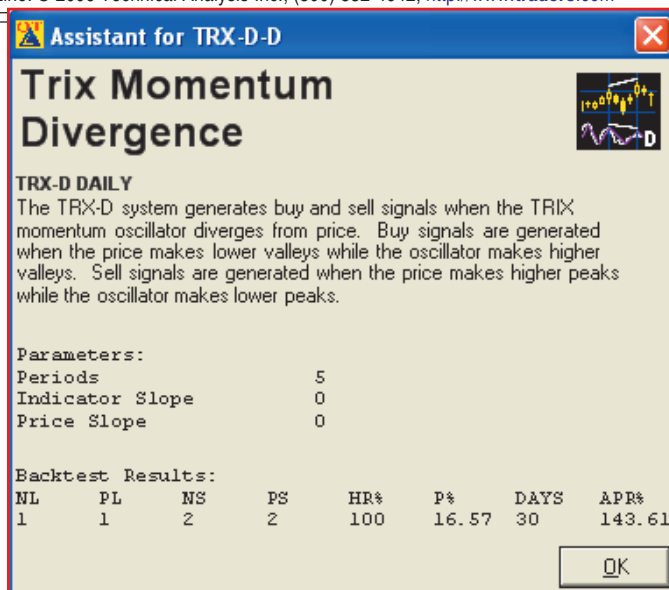 Assistant for TRX-D-D
Trix Momentum
Divergence
D
TRX-D DAILY
The TRX-D system generates buy and sell signals when the TRIX
momentum oscillator diverges from price. Buy signals are generated
when the price makes lower valleys while the oscillator makes higher
valleys. Sell signals are generated when the price makes higher peaks
while the oscillator makes lower peaks.
Parameters:
Periods 5
Indicator Slope 0
Price Slope 0
Backtest Results:
NL PL NS PS HR% P% DAYS APR%
1 1 2 2 100 16.57 30 143.61
OK